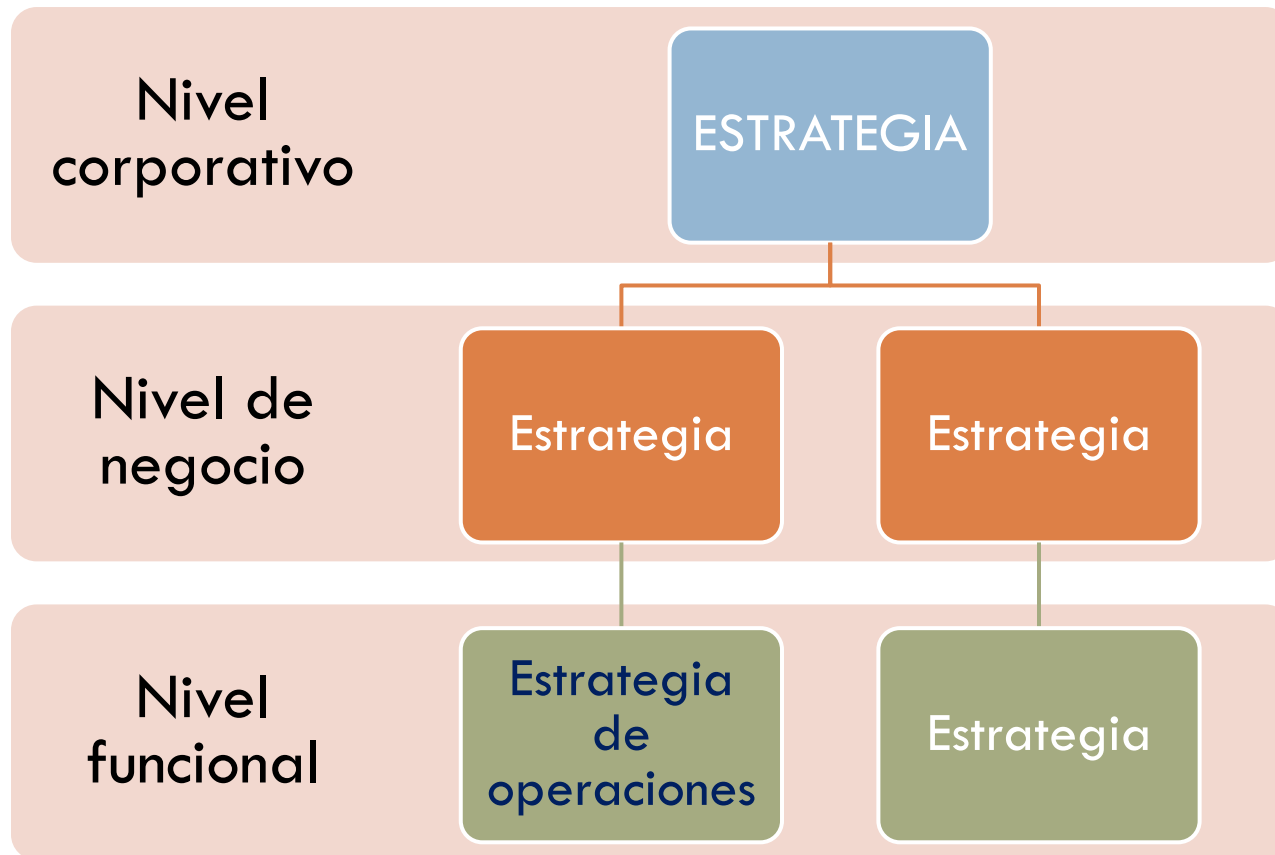 Nivel
corporativo
ESTRATEGIA
Nivel de
negocio
Estrategia
Estrategia
Nivel
funcional
Estrategia
de
operaciones
Estrategia